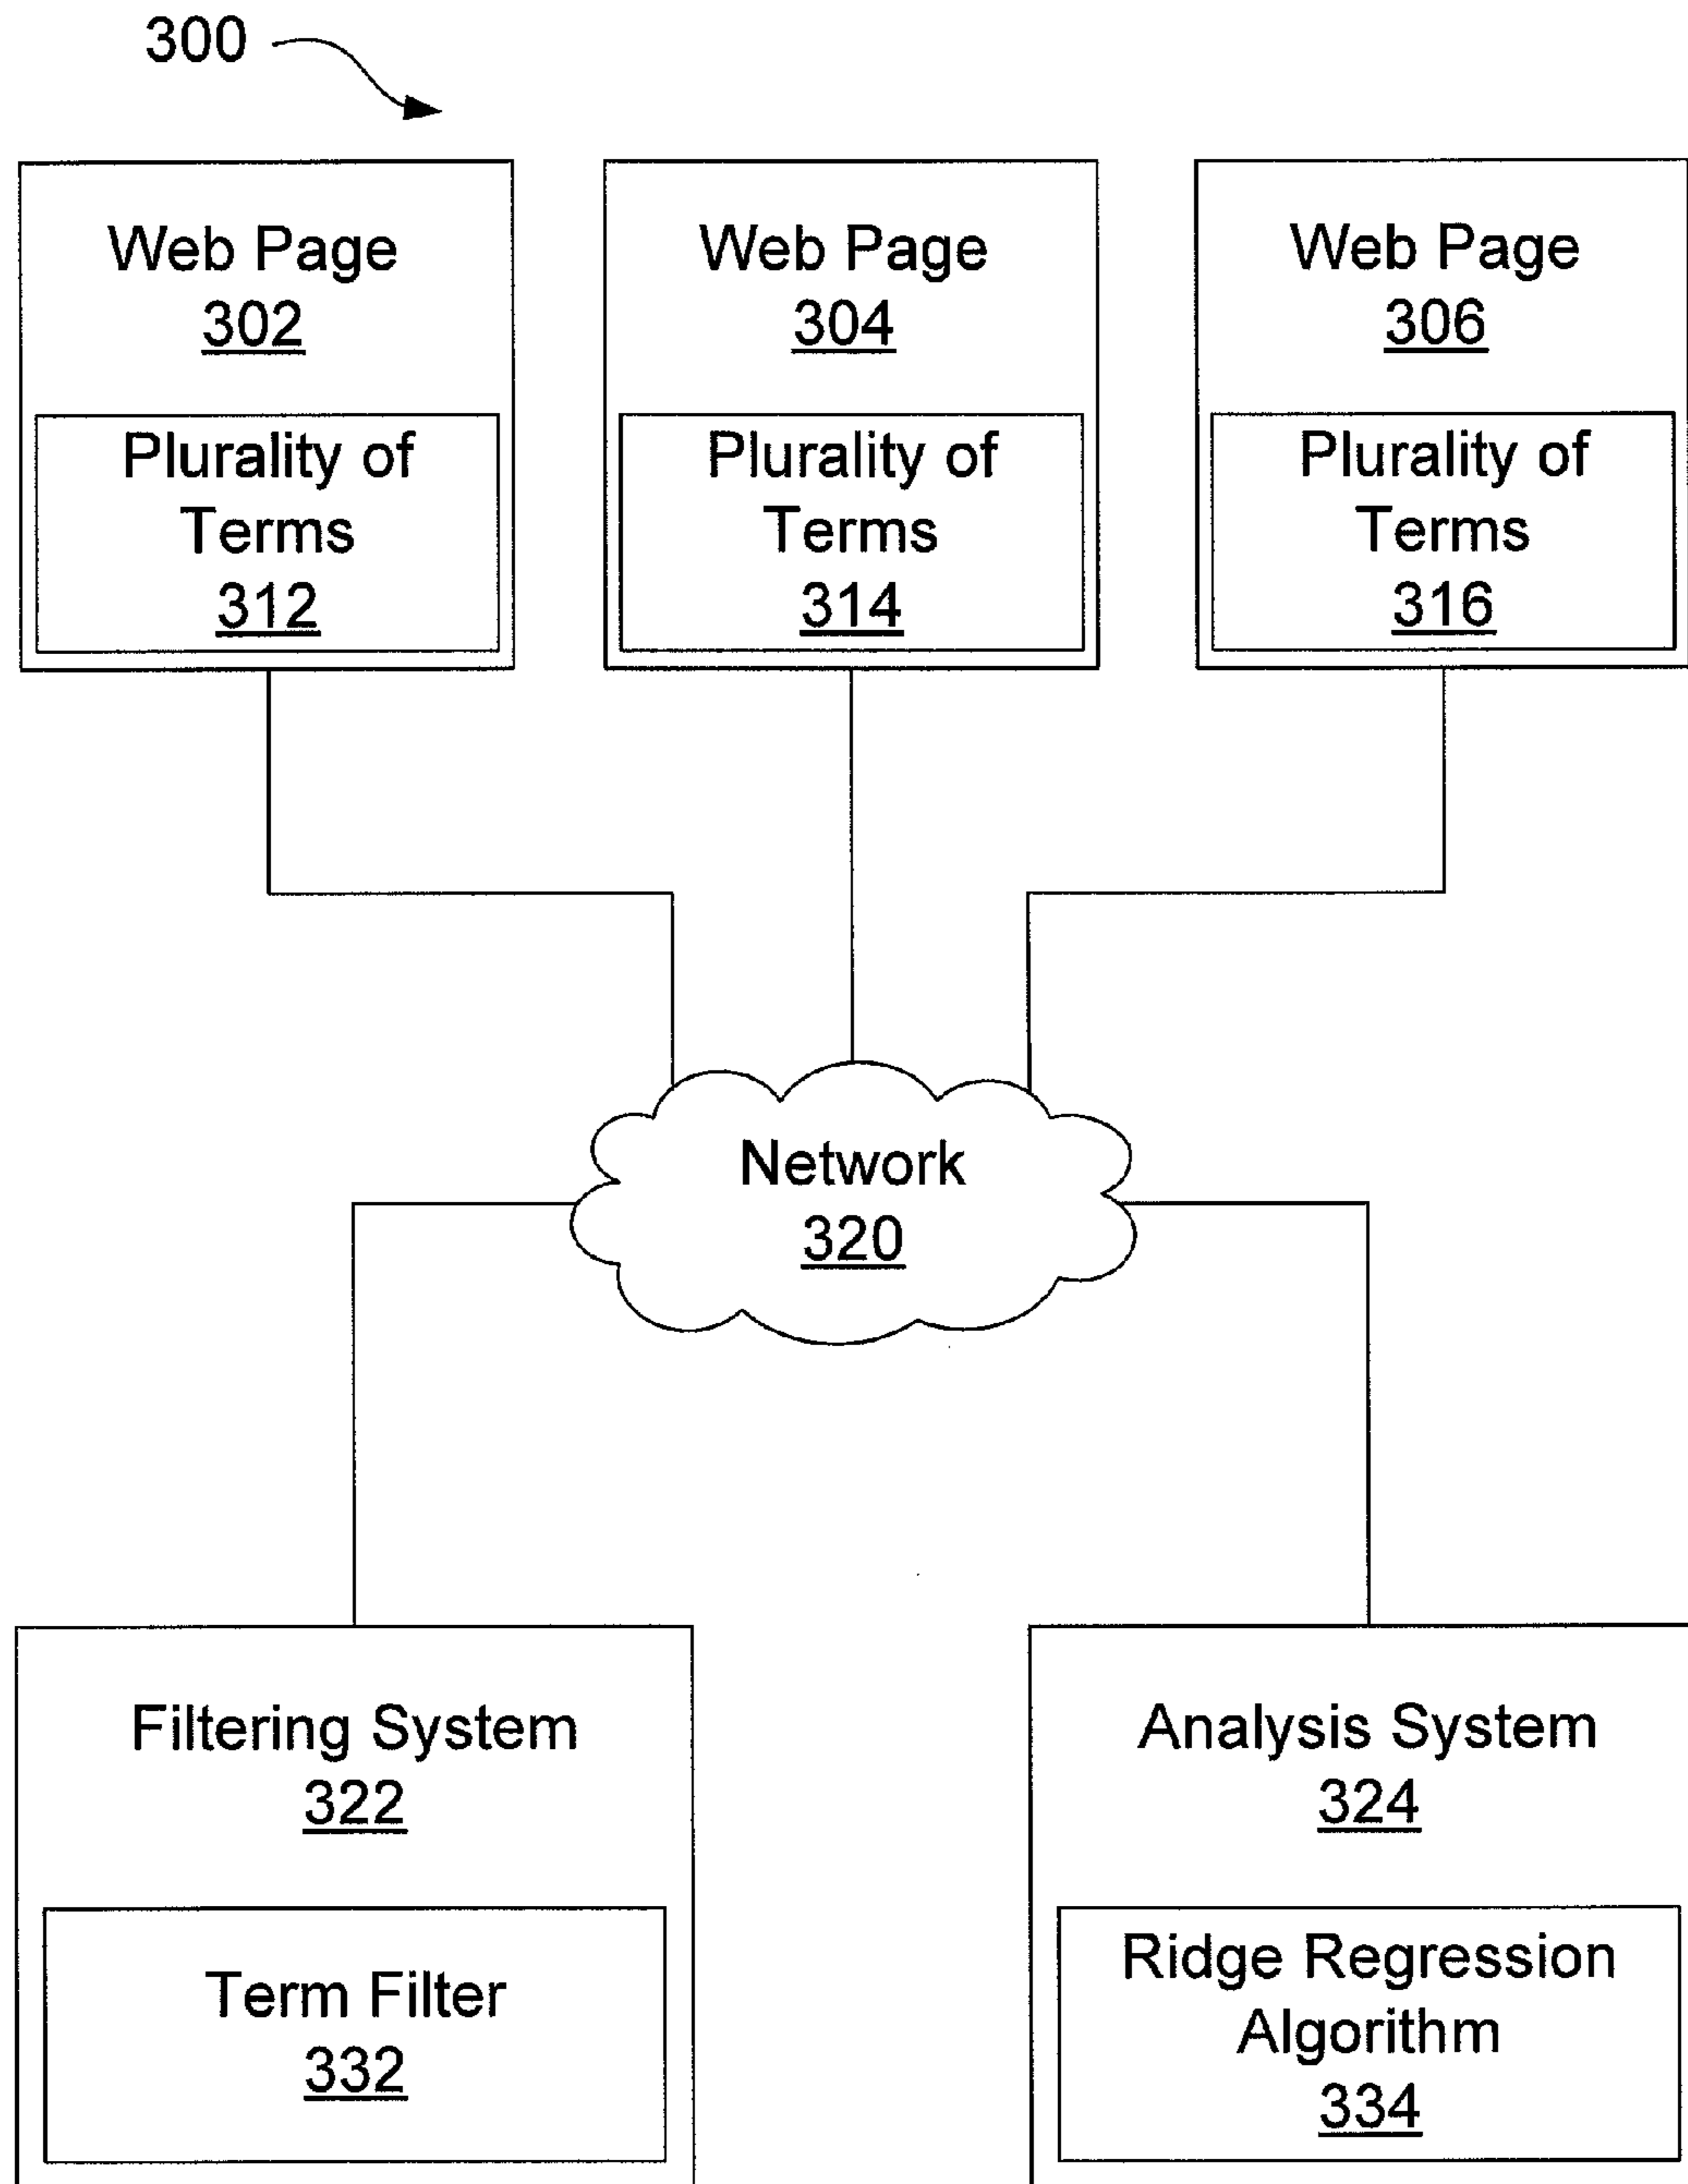 300
Web Page
302
Plurality of
Terms
312
Web Page
304
Plurality of
Terms
314
Web Page
306
Plurality of
Terms
316
Network
320
Filtering System
322
Term Filter
332
Analysis System
324
Ridge Regression
Algorithm
334